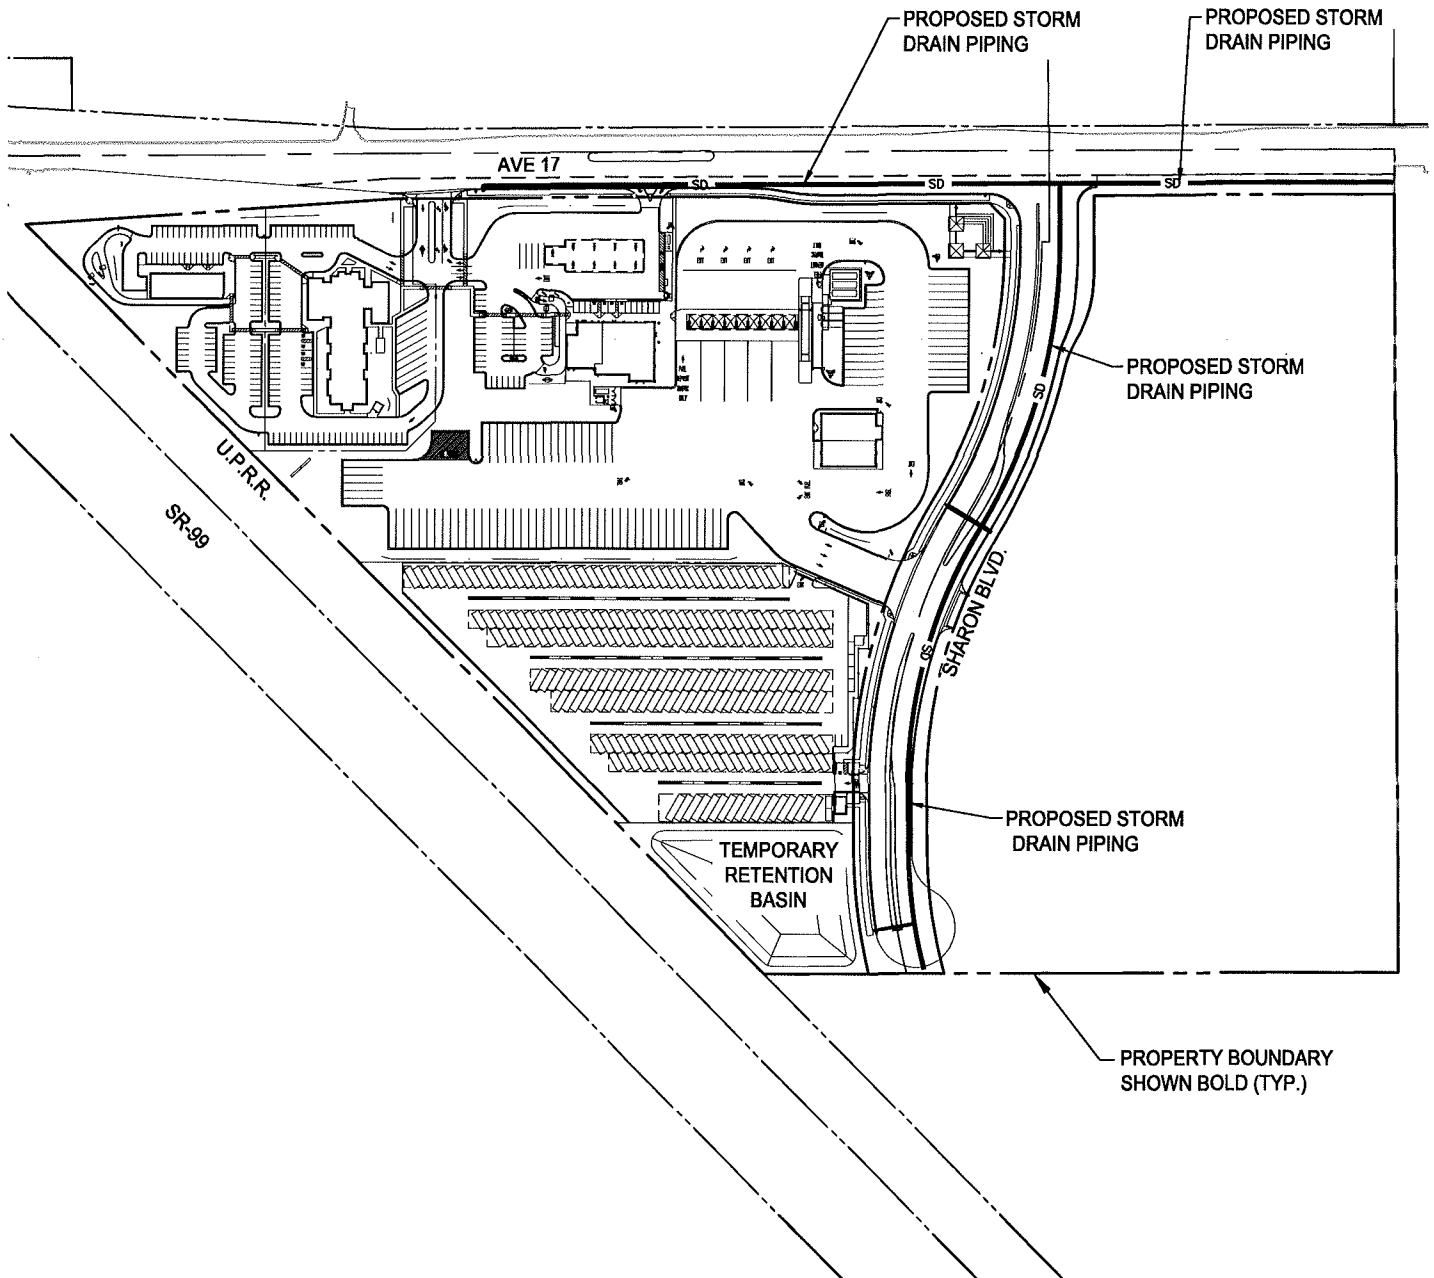 PROPOSED STORM
DRAIN PIPING
PROPOSED STORM
DRAIN PIPING
AVE 17
SD
SD
SD
PROPOSED STORM
DRAIN PIPING
SD
U.P.R.R.
SR-99
SHARON BLVD.
SD
PROPOSED STORM
DRAIN PIPING
TEMPORARY
RETENTION
BASIN
PROPERTY BOUNDARY
SHOWN BOLD (TYP.)